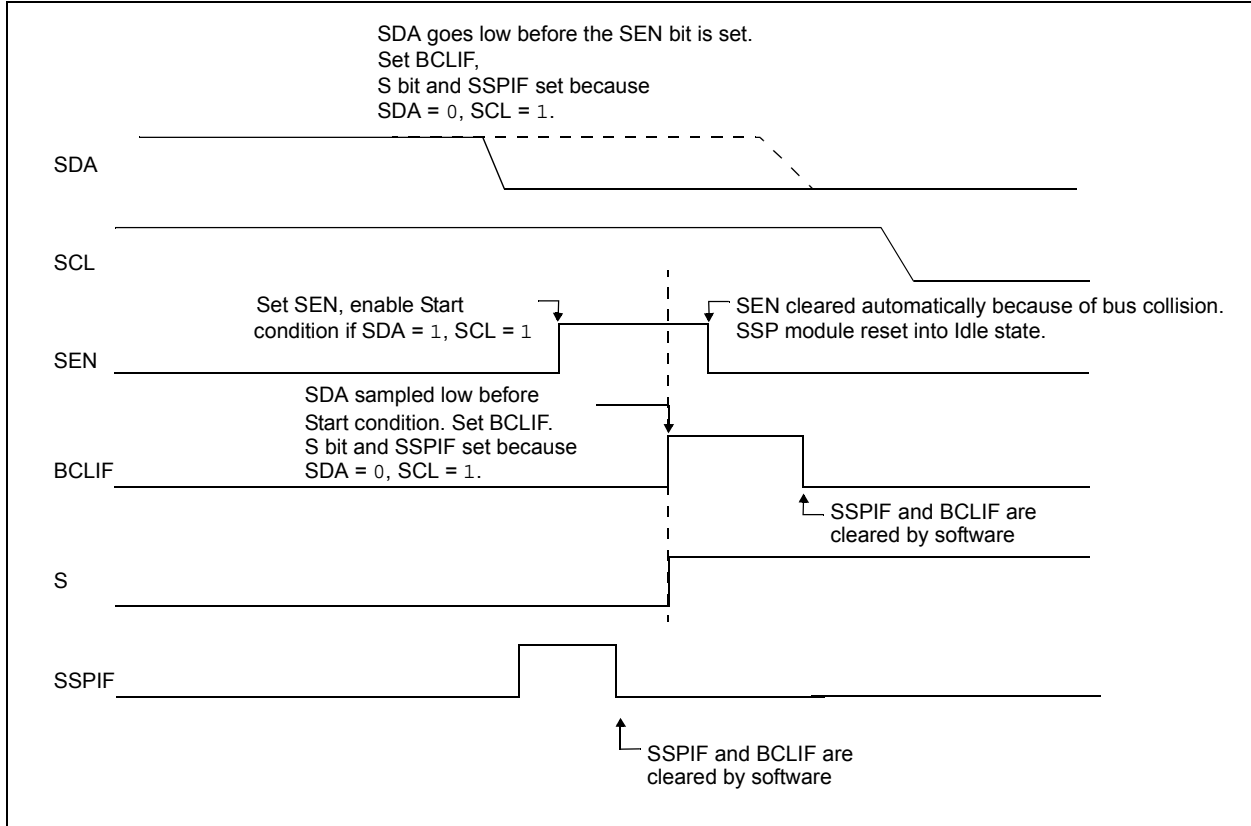 SDA goes low before the SEN bit is set.
Set BCLIF,
S bit and SSPIF set because
SDA = 0, SCL = 1.
SDA
SCL
Set SEN, enable Start
condition if SDA = 1, SCL = 1
SEN cleared automatically because of bus collision.
SSP module reset into Idle state.
SEN
SDA sampled low before
Start condition. Set BCLIF.
S bit and SSPIF set because
SDA = 0, SCL = 1.
BCLIF
SSPIF and BCLIF are
cleared by software
S
SSPIF
SSPIF and BCLIF are
cleared by software